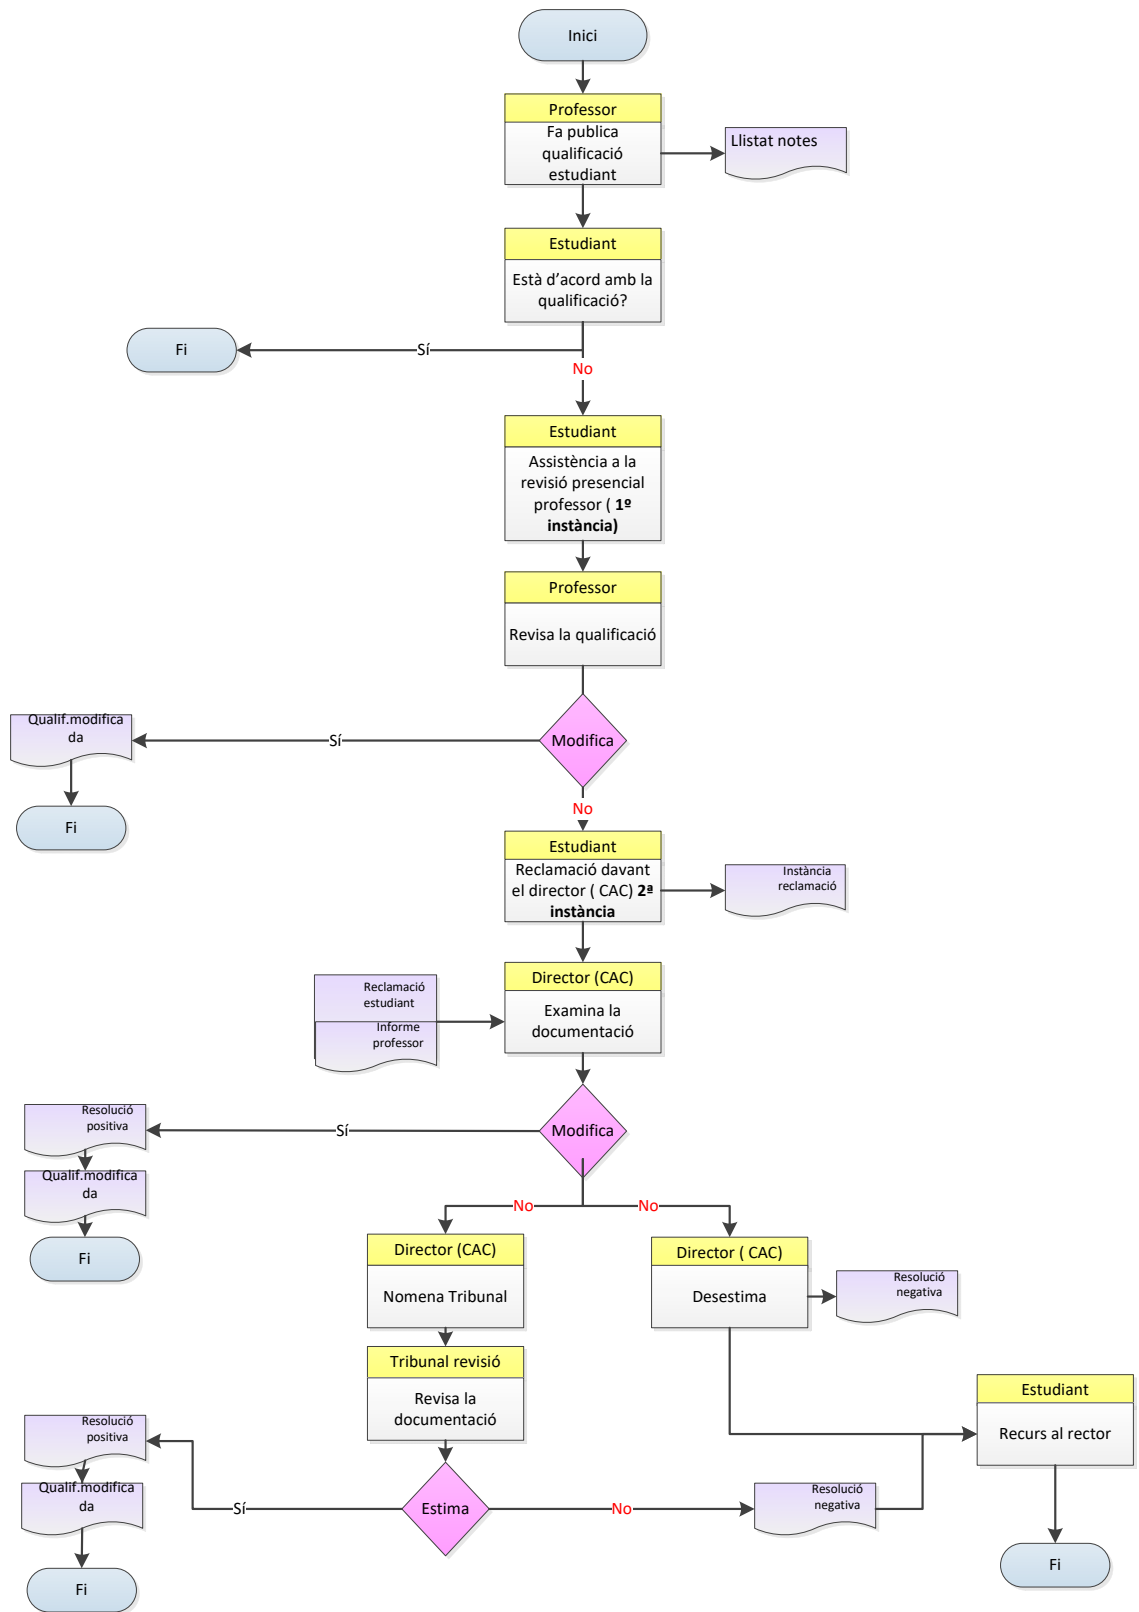 Inici
Professor
Fa publica
qualificació
estudiant
Llistat notes
Estudiant
Està d’acord amb la
qualificació?
Fi
Sí
No
Estudiant
Assistència a la
revisió presencial
professor ( 1º
instància)
Professor
Revisa la qualificació
Qualif.modifica
da
Sí
Modifica
Fi
No
Estudiant
Reclamació davant
el director ( CAC) 2ª
instància
Instància
reclamació
Director (CAC)
Examina la
documentació
Reclamació
estudiant
Informe
professor
Resolució
positiva
Sí
Modifica
Qualif.modifica
da
Fi
No
No
Director (CAC)
Nomena Tribunal
Director ( CAC)
Desestima
Resolució
negativa
Tribunal revisió
Revisa la
documentació
Estudiant
Recurs al rector
Resolució
positiva
Qualif.modifica
da
Sí
Estima
No
Resolució
negativa
Fi
Fi